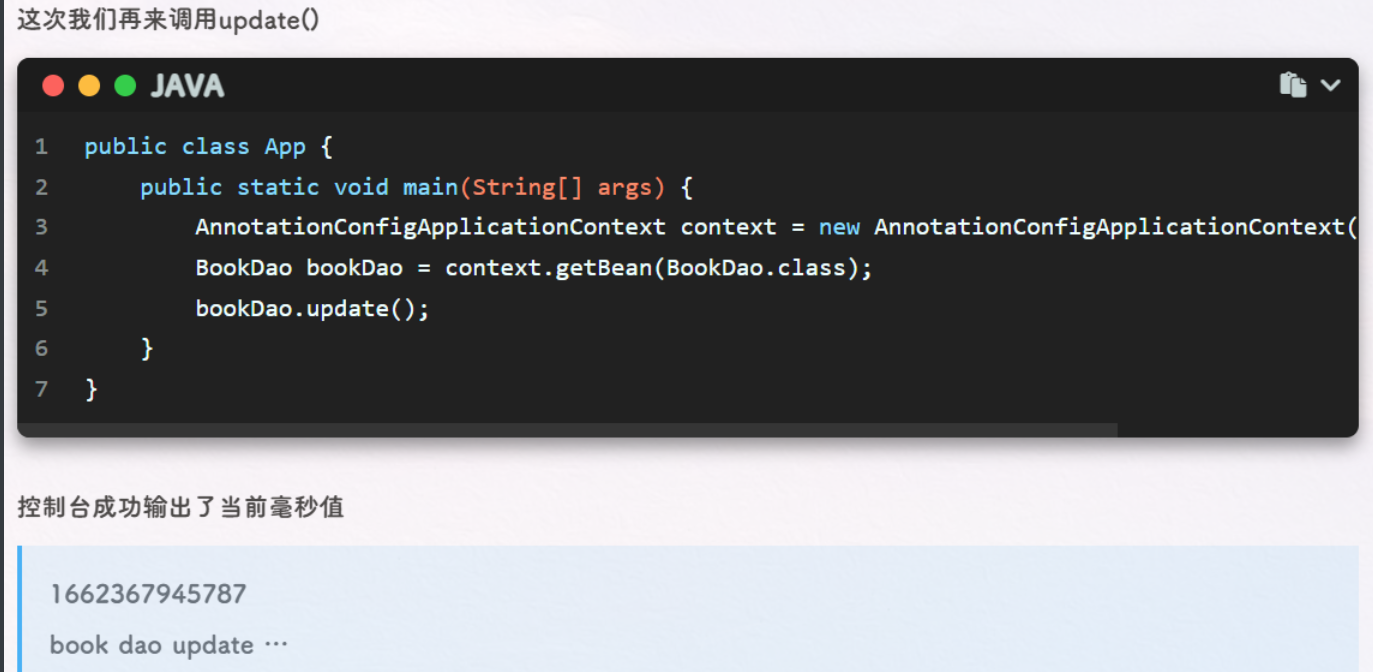 这次我们再来调用update()
JAVA
1 public class App {
2 public static void main(String[] args) {
3 AnnotationConfigApplicationContext context = new AnnotationConfigApplicationContext(
4 BookDao bookDao = context.getBean(BookDao.class);
5 bookDao.update();
6 }
7 }
控制台成功输出了当前毫秒值
1662367945787
book dao update …